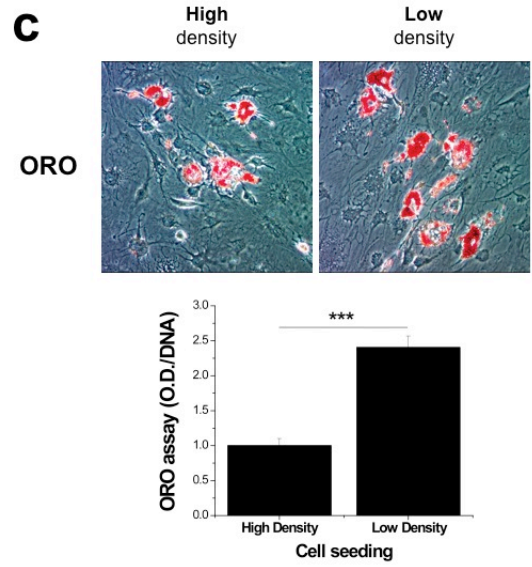 c
High
density
Low
density
ORO
***
3.0
2.5
2.0
1.5
1.0
0.5
0.0
ORO assay (O.D./DNA)
High Density
Low Density
Cell seeding